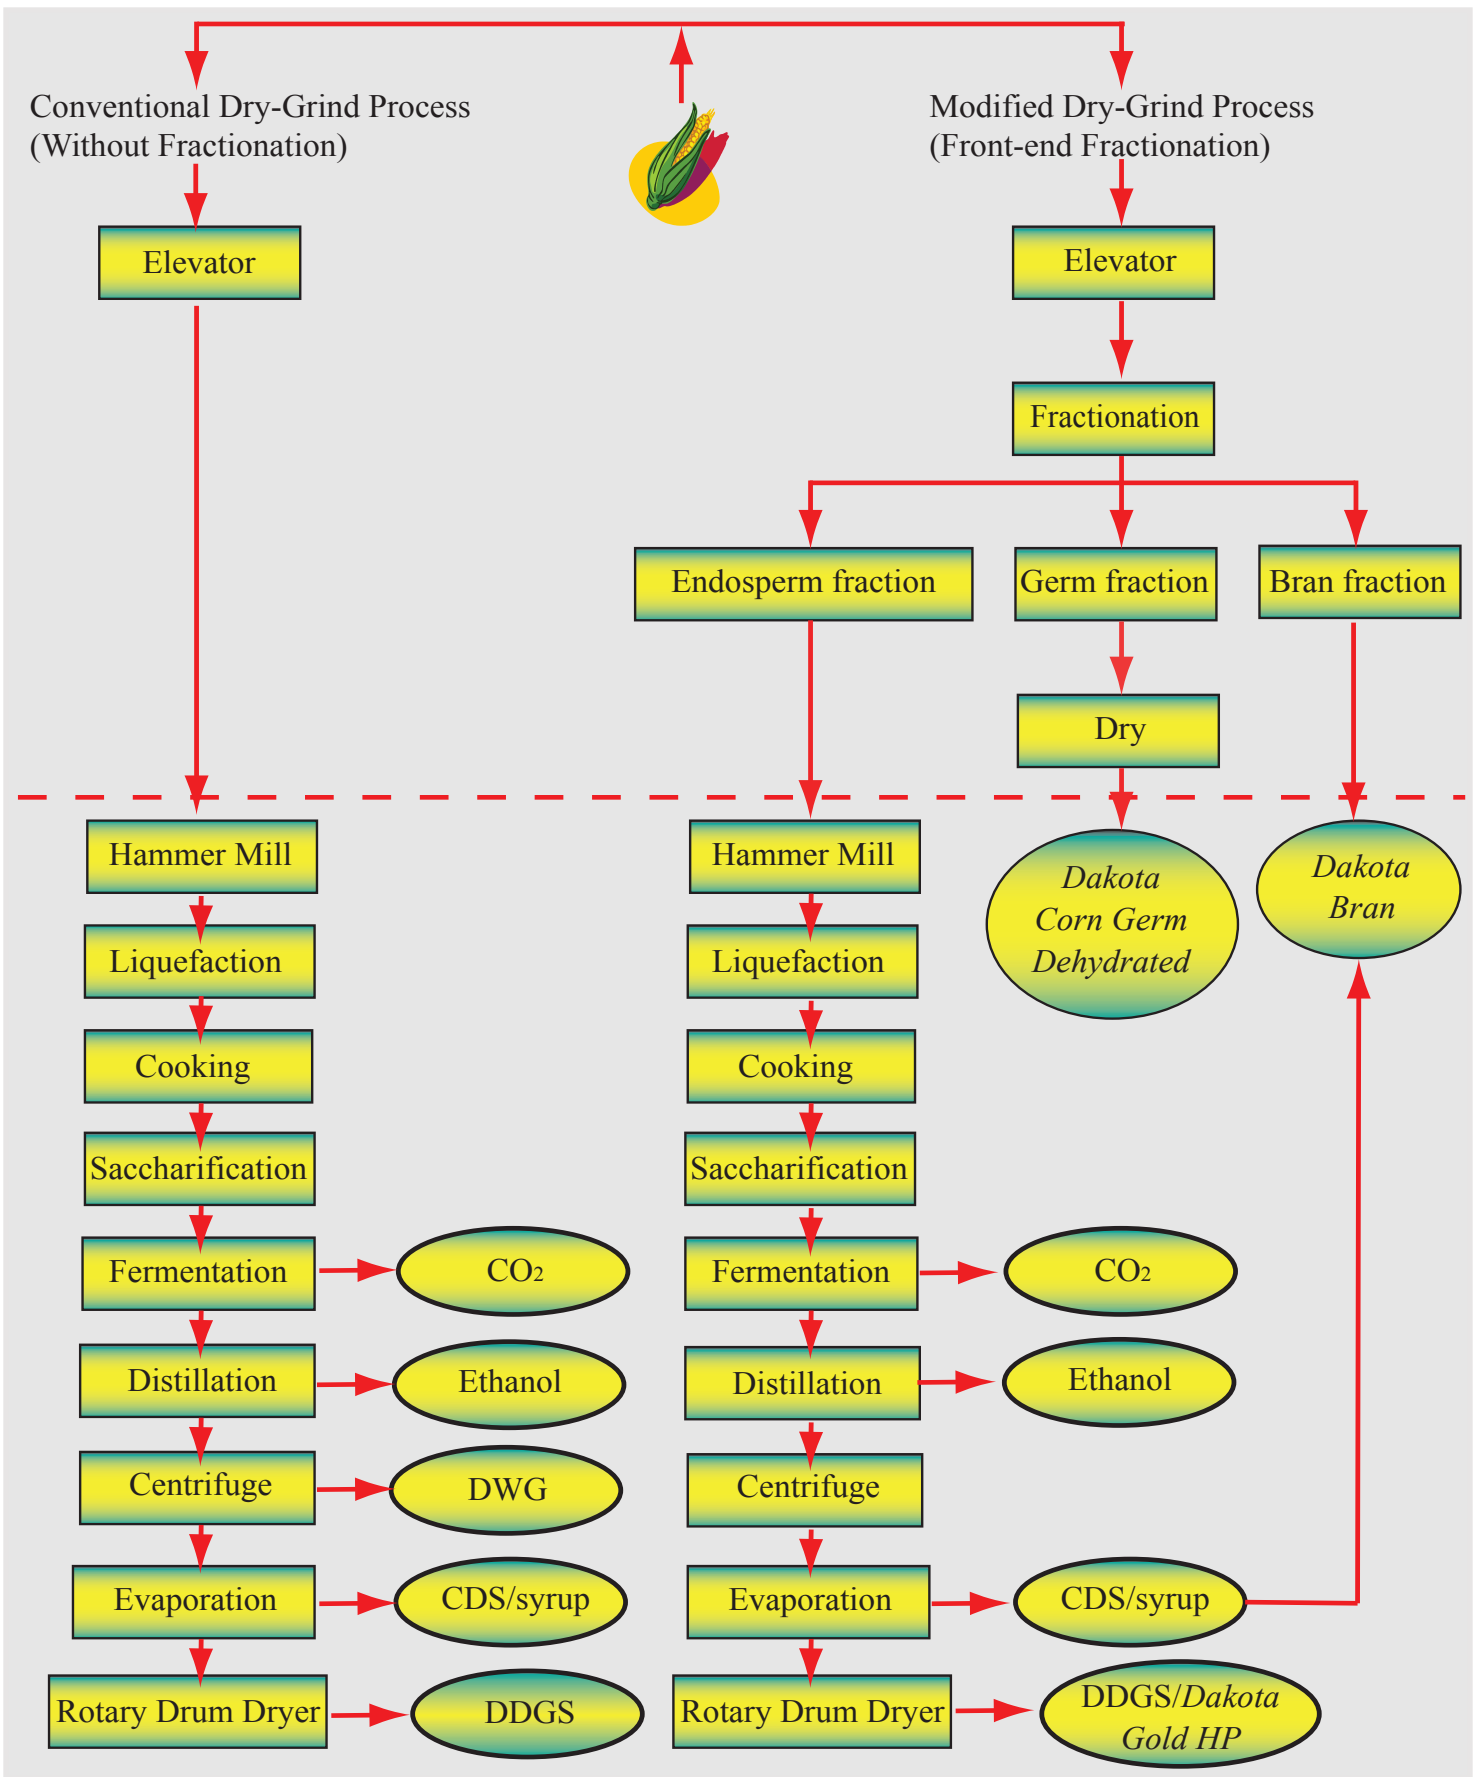 Conventional Dry-Grind Process
(Without Fractionation)
Modified Dry-Grind Process
(Front-end Fractionation)
Elevator
Elevator
Fractionation
Endosperm fraction
Germ fraction
Bran fraction
Dry
Hammer Mill
Liquefaction
Cooking
Saccharification
Fermentation
CO2
Distillation
Ethanol
Centrifuge
DWG
Evaporation
CDS/syrup
Rotary Drum Dryer
DDGS
Hammer Mill
Liquefaction
Cooking
Saccharification
Fermentation
CO2
Distillation
Ethanol
Centrifuge
Evaporation
CDS/syrup
Rotary Drum Dryer
DDGS/Dakota
Gold HP
Dakota
Corn Germ
Dehydrated
Dakota
Bran